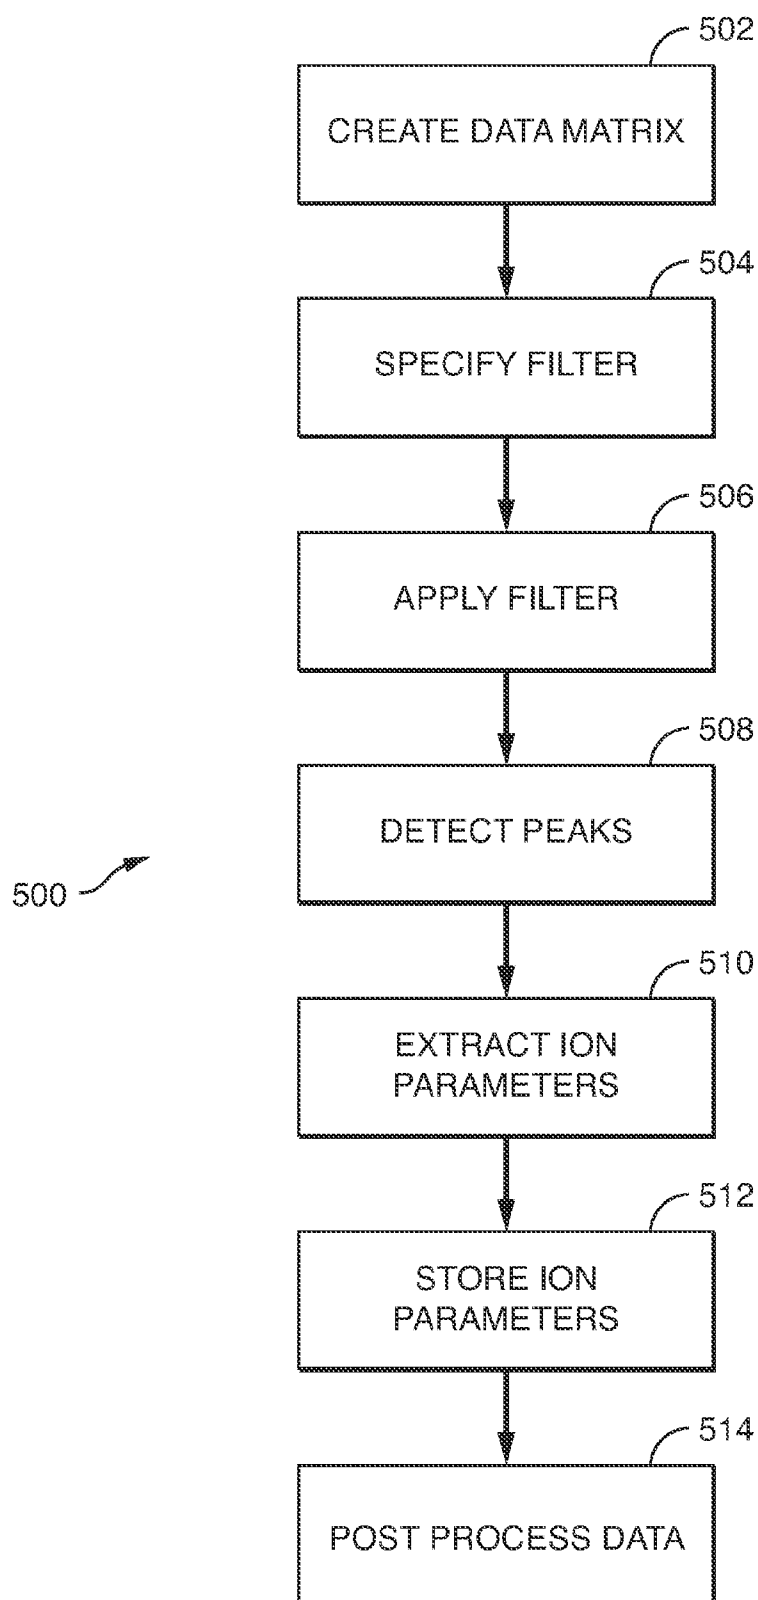 502
CREATE DATA MATRIX
504
SPECIFY FILTER
506
APPLY FILTER
508
DETECT PEAKS
500
510
EXTRACT ION
PARAMETERS
512
STORE ION
PARAMETERS
514
POST PROCESS DATA